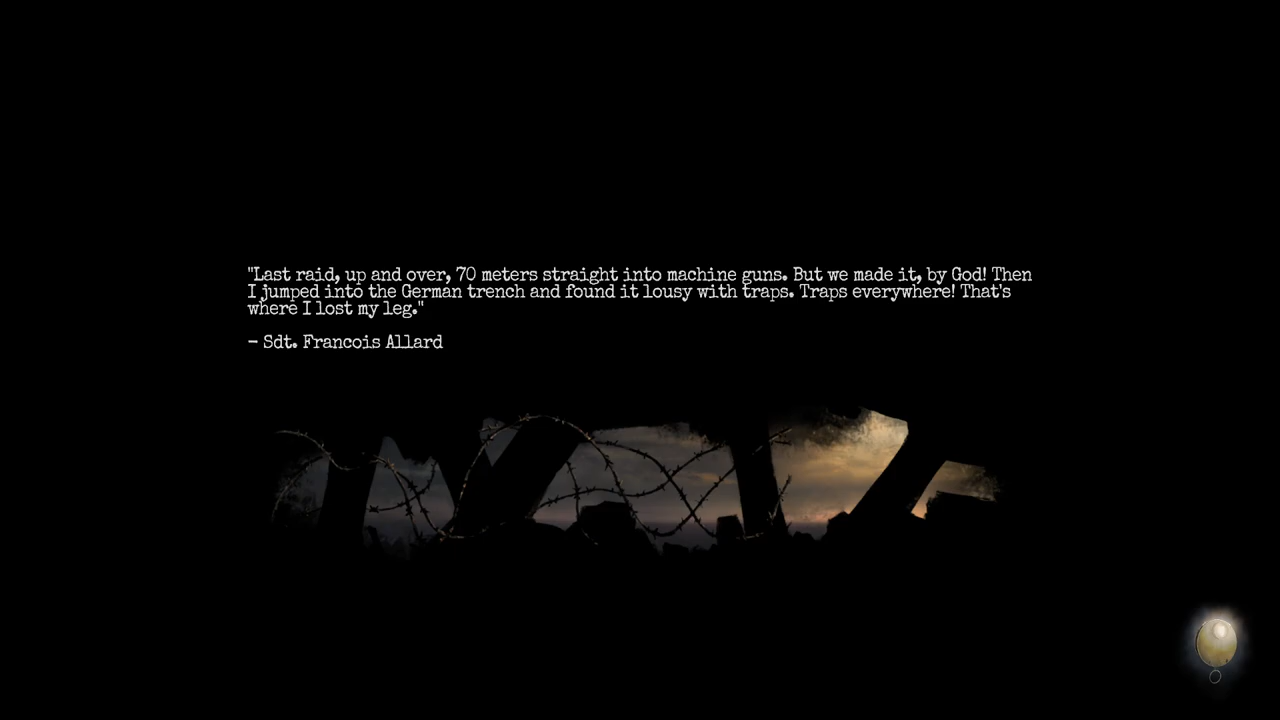 "Last raid, up and over, 70 meters straight into machine guns. But we made it, by God! Then
I jumped into the German trench and found it lousy with traps. Traps everywhere! That's
where I lost my leg."
- Sdt. Francois Allard